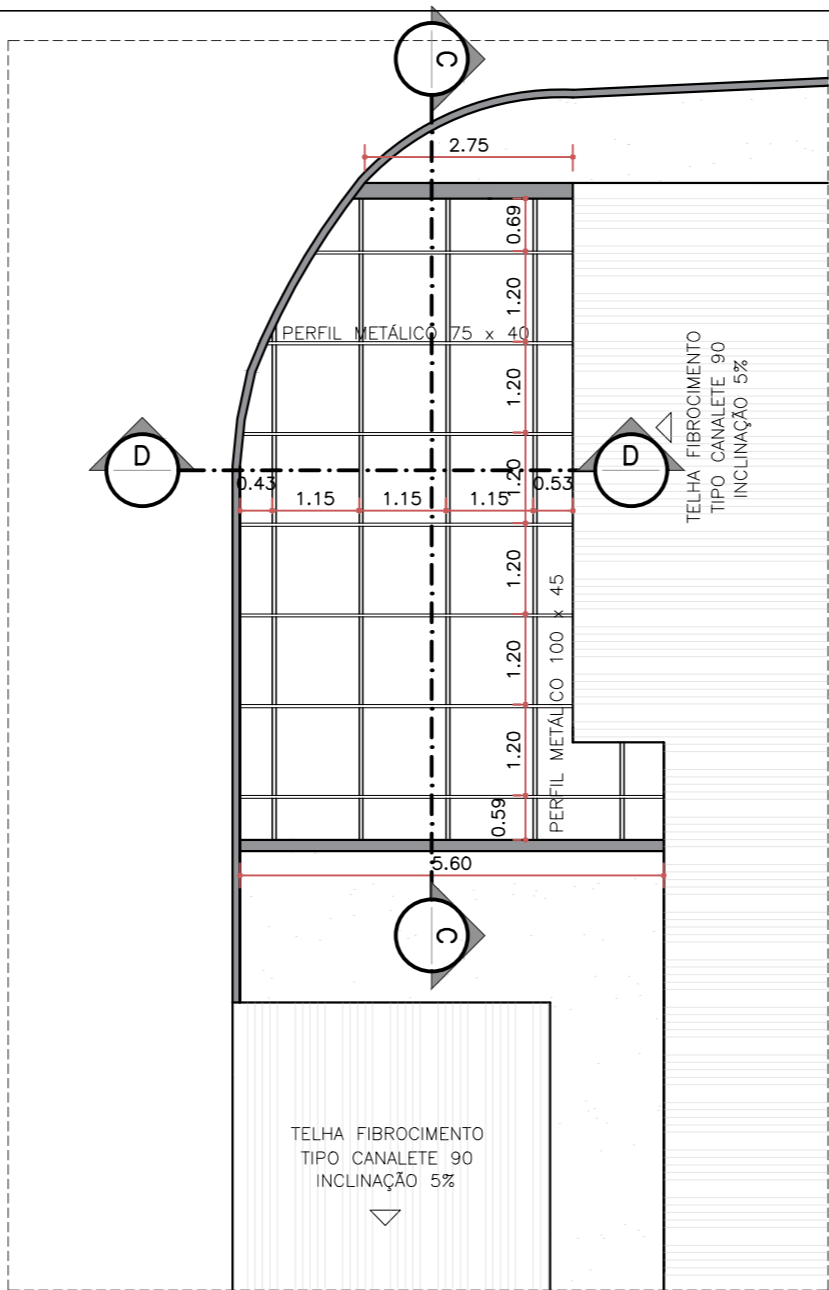 C
2.75
0.69
1.20
PERFIL METÁLICO 75 x 40
1.20
TELHA FIBROCIMENTO
TIPO CANALETE 90
INCLINAÇÃO 5%
D
D
1.20
0.43
1.15
1.15
1.15
0.53
1.20
1.20
1.20
PERFIL METÁLCO 100 x 45
0.59
5.60
C
TELHA FIBROCIMENTO
TIPO CANALETE 90
INCLINAÇÃO 5%